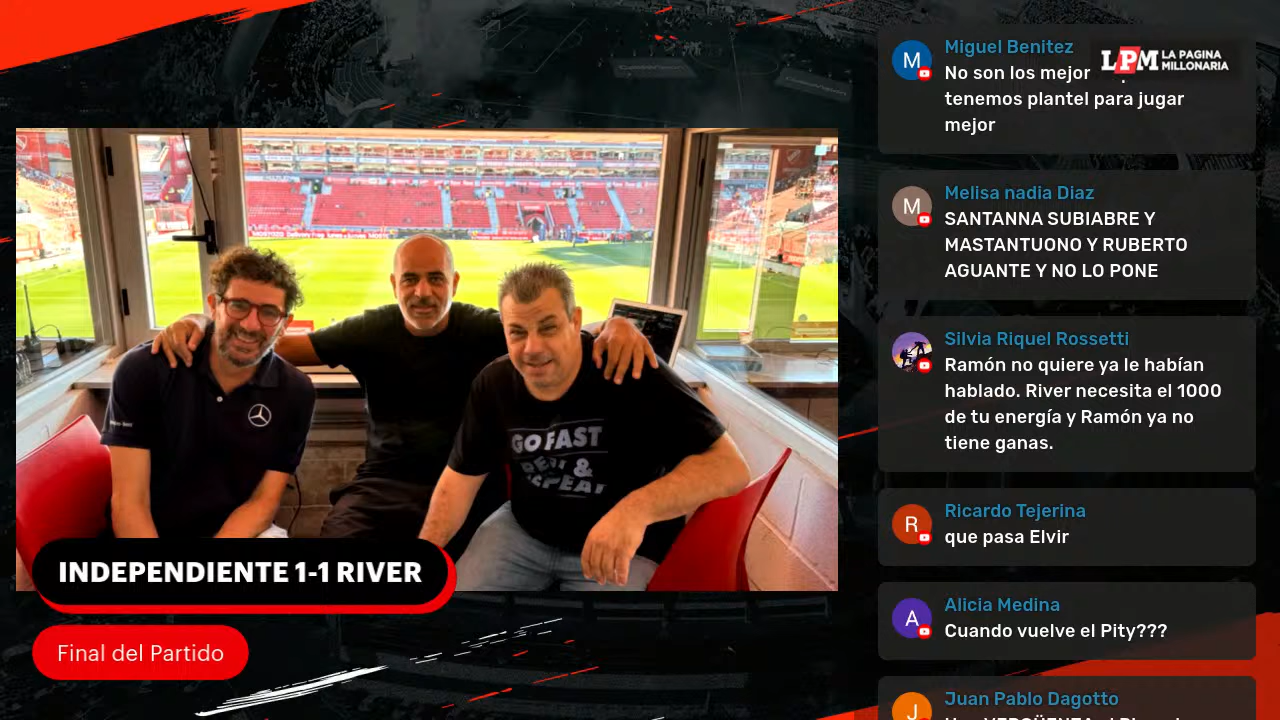 Miguel Benitez
No son los mejor
tenemos plantel para jugar
mejor
LPM LA PAGINA
MILLONARIA
Melisa nadia Diaz
SANTANNA SUBIABRE Y
MASTANTUONO Y RUBERTO
AGUANTE Y NO LO PONE
Silvia Riquel Rossetti
Ramón no quiere ya le habían
hablado. River necesita el 1000
de tu energía y Ramón ya no
tiene ganas.
Ricardo Tejerina
que pasa Elvir
Alicia Medina
Cuando vuelve el Pity???
Juan Pablo Dagotto
M
M
R
A
J
GO FAST
&
INDEPENDIENTE 1-1 RIVER
Final del Partido